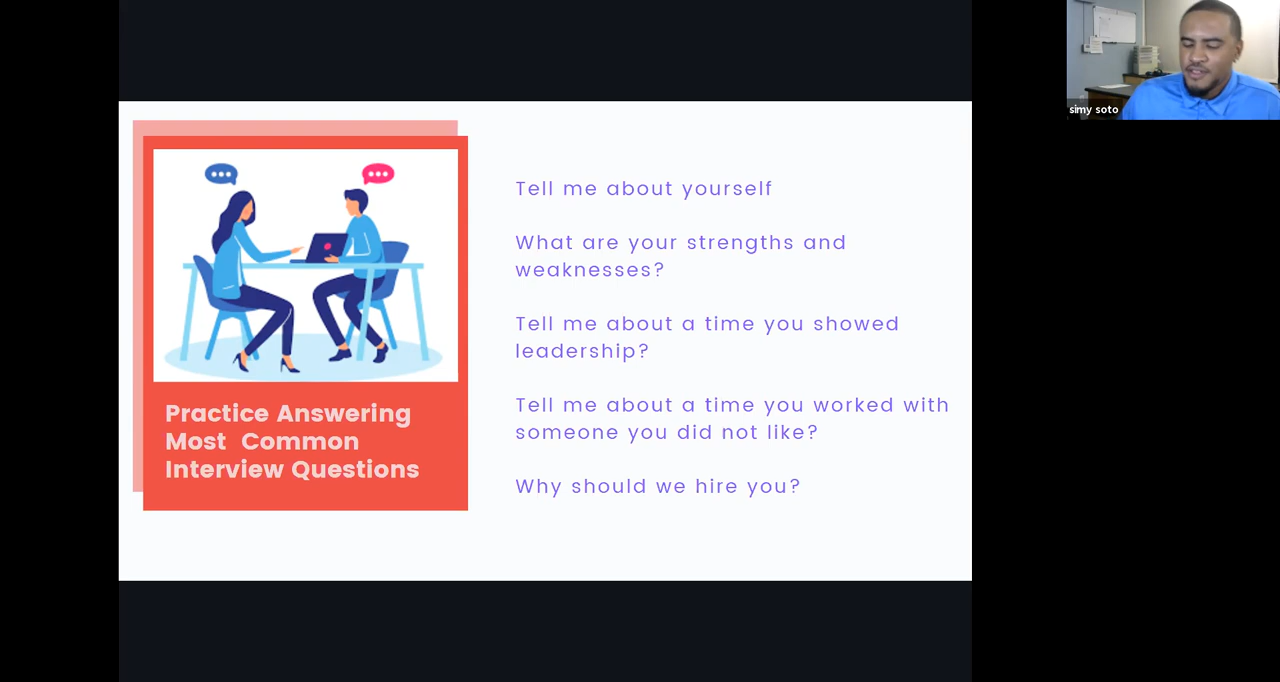 simy soto
Practice Answering
Most Common
Interview Questions
Tell me about yourself
What are your strengths and
weaknesses?
Tell me about a time you showed
leadership?
Tell me about a time you worked with
someone you did not like?
Why should we hire you?